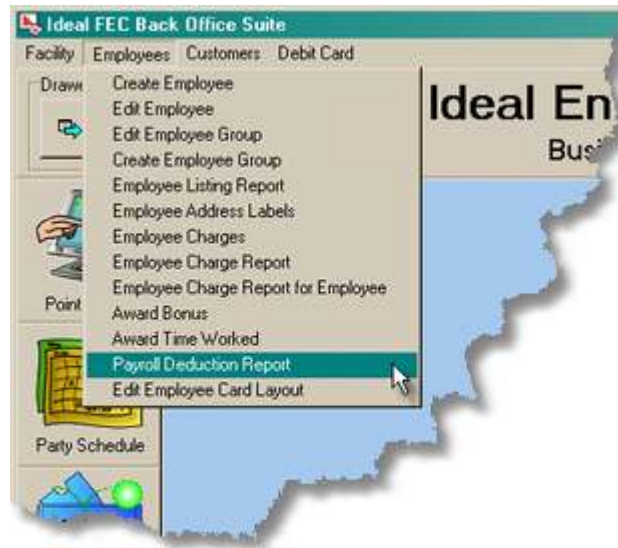 Ideal FEC Back Office Suite
Facility Employees Customers Debit Card
Create Employee
Edit Employee
Edit Employee Group
Create Employee Group
Employee Listing Report
Employee Address Labels
Employee Charges
Employee Charge Report
Employee Charge Report for Employee
Award Bonus
Award Time Worked
Payroll Deduction Report
Edit Employee Card Layout
Drawe
Ideal En
Busi
Point
Party Schedule